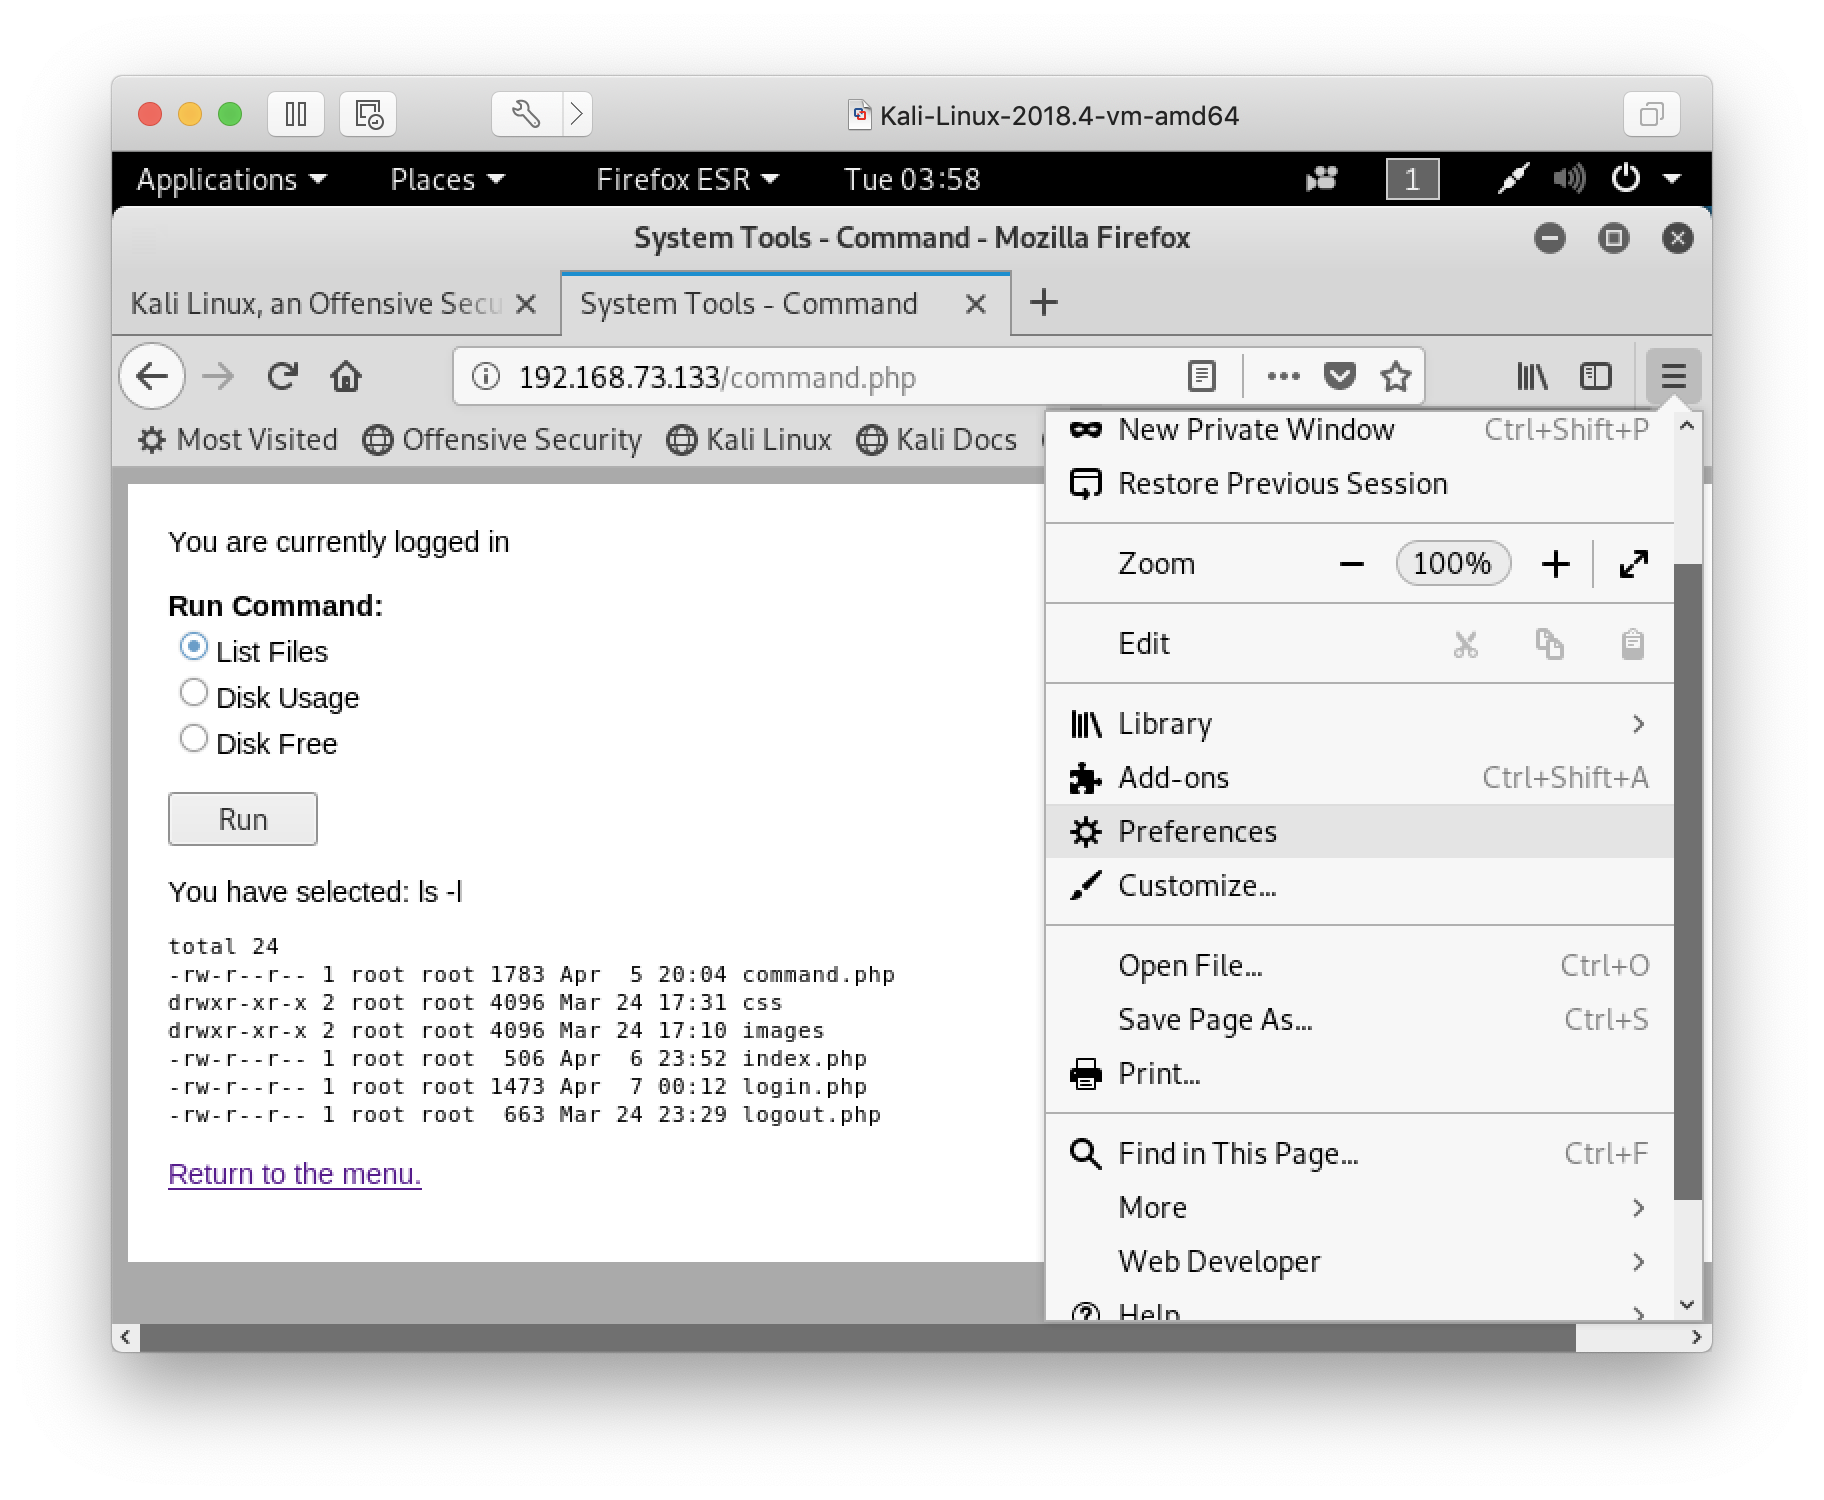 Kali-Linux-2018.4-vm-amd64
Applications Places Firefox ESR Tue 03:58 1
System Tools - Command - Mozilla Firefox
Kali Linux, an Offensive Secu System Tools - Command
192.168.73.133/command.php
Most Visited Offensive Security Kali Linux Kali Docs
You are currently logged in
Run Command:
List Files
Disk Usage
Disk Free
Run
You have selected: ls -l
total 24
-rw-r--r-- 1 root root 1783 Apr  5 20:04 command.php
drwxr-xr-x 2 root root 4096 Mar 24 17:31 css
drwxr-xr-x 2 root root 4096 Mar 24 17:10 images
-rw-r--r-- 1 root root  506 Apr  6 23:52 index.php
-rw-r--r-- 1 root root 1473 Apr  7 00:12 login.php
-rw-r--r-- 1 root root  663 Mar 24 23:29 logout.php
Return to the menu.
New Private Window Ctrl+Shift+P
Restore Previous Session
Zoom 100%
Edit
Library
Add-ons Ctrl+Shift+A
Preferences
Customize...
Open File... Ctrl+O
Save Page As... Ctrl+S
Print...
Find in This Page... Ctrl+F
More
Web Developer
Help